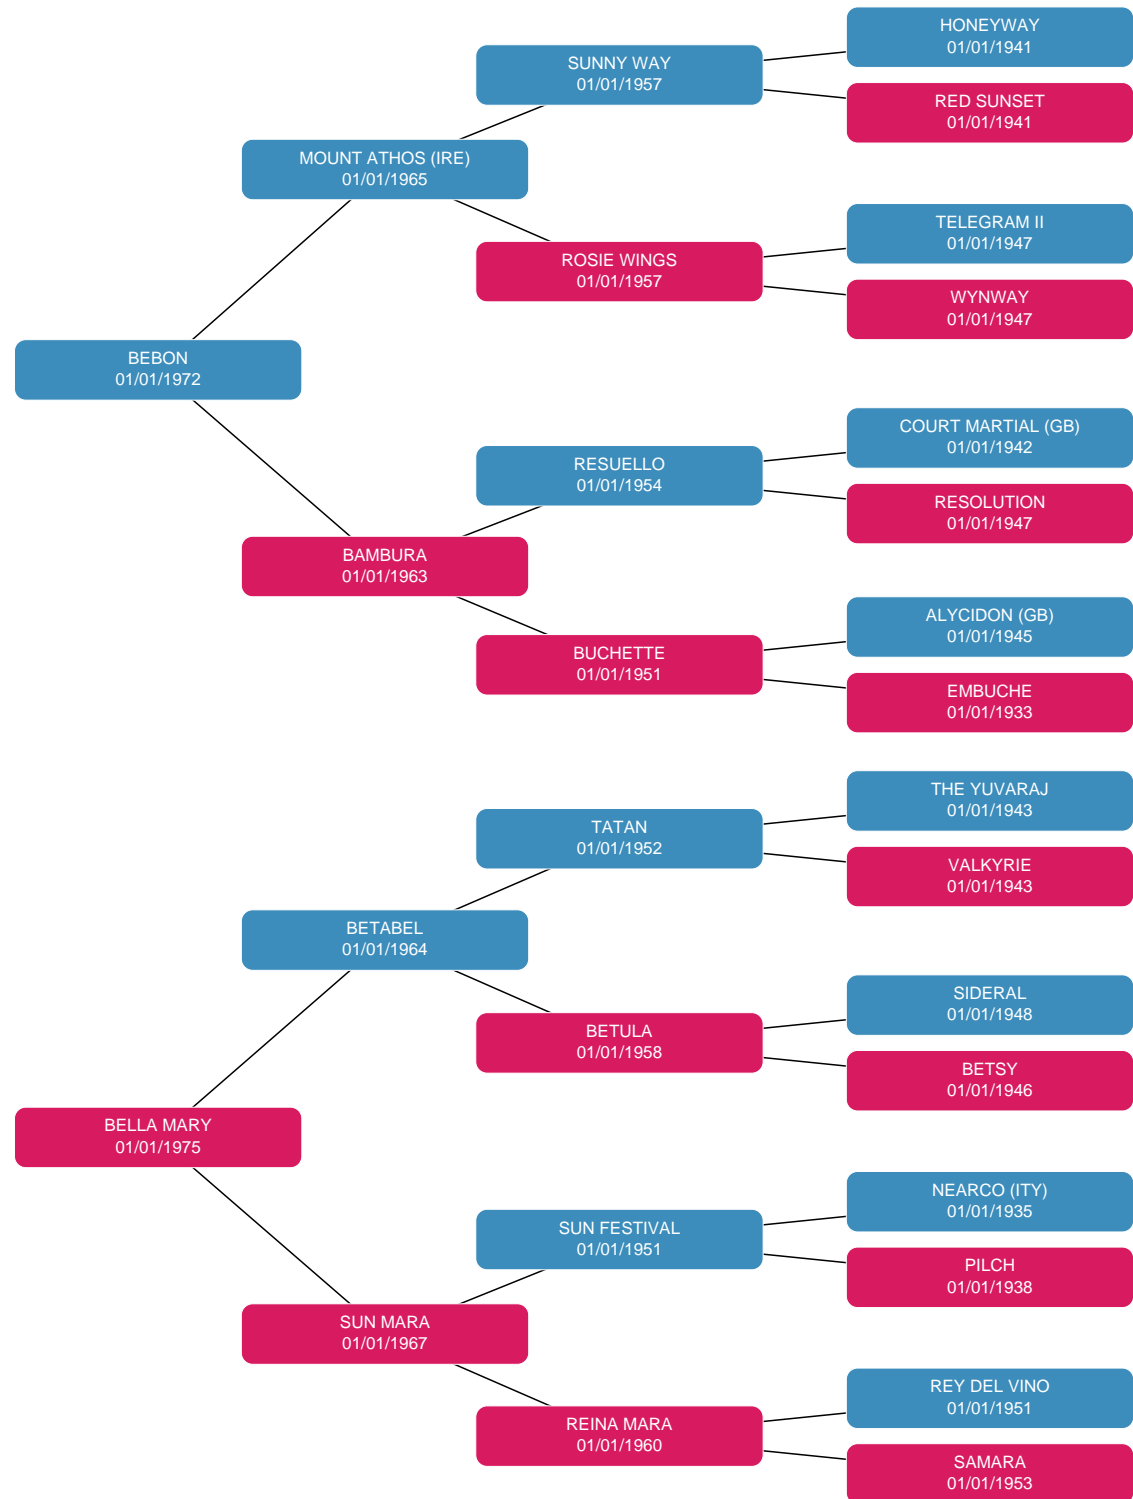 HONEYWAY
01/01/1941
SUNNY WAY
01/01/1957
RED SUNSET
01/01/1941
MOUNT ATHOS (IRE)
01/01/1965
TELEGRAM II
01/01/1947
ROSIE WINGS
01/01/1957
WYNWAY
01/01/1947
BEBON
01/01/1972
COURT MARTIAL (GB)
01/01/1942
RESUELLO
01/01/1954
RESOLUTION
01/01/1947
BAMBURA
01/01/1963
ALYCIDON (GB)
01/01/1945
BUCHETTE
01/01/1951
EMBUCHE
01/01/1933
THE YUVARAJ
01/01/1943
TATAN
01/01/1952
VALKYRIE
01/01/1943
BETABEL
01/01/1964
SIDERAL
01/01/1948
BETULA
01/01/1958
BETSY
01/01/1946
BELLA MARY
01/01/1975
NEARCO (ITY)
01/01/1935
SUN FESTIVAL
01/01/1951
PILCH
01/01/1938
SUN MARA
01/01/1967
REY DEL VINO
01/01/1951
REINA MARA
01/01/1960
SAMARA
01/01/1953